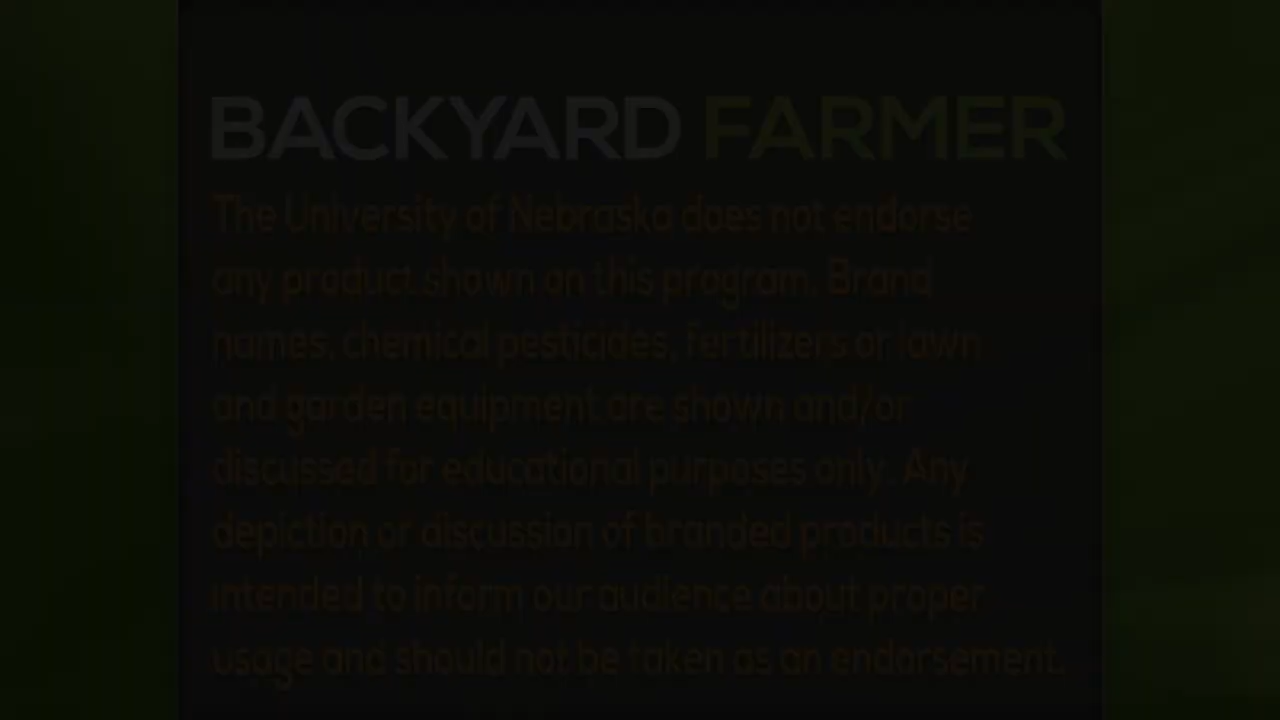 BACKYARD FARMER
The University of Nebraska does not endorse
any product shown on this program. Brand
names, chemical pesticides, fertilizers or lawn
and garden equipment are shown and/or
discussed for educational purposes only. Any
depiction or discussion of branded products is
intended to inform our audience about proper
usage and should not be taken as an endorsement.